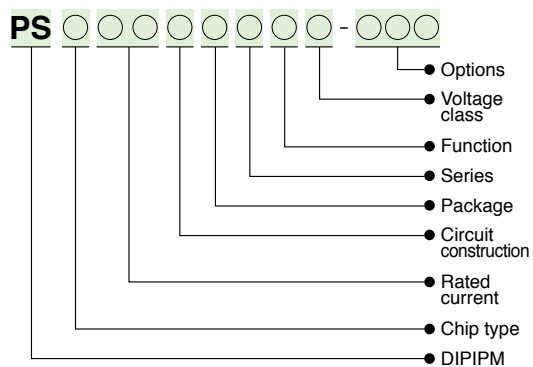 PS ○ ○○ ○ ○ ○ ○ ○ - ○○○
Options
Voltage
class
Function
Series
Package
Circuit
construction
Rated
current
Chip type
DIPIPM